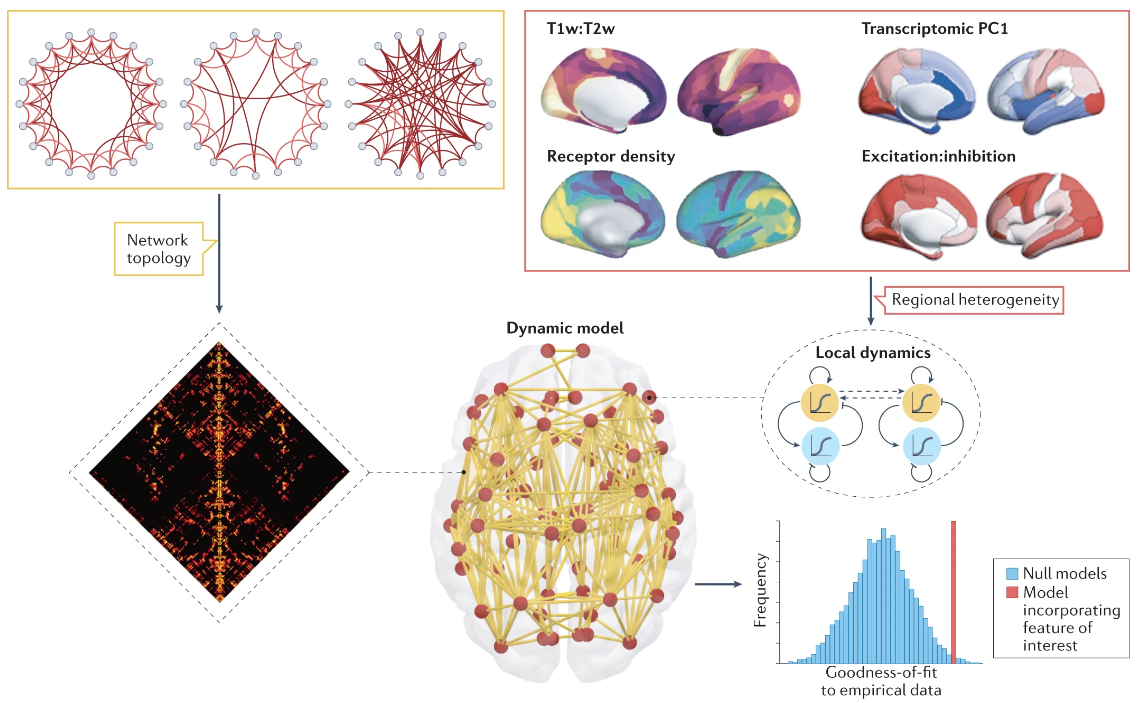 T1w:T2w
Transcriptomic PC1
Receptor density
Excitation:inhibition
Network
topology
Regional heterogeneity
Dynamic model
Local dynamics
Frequency
Goodness-of-fit
to empirical data
Null models
Model
incorporating
feature of
interest